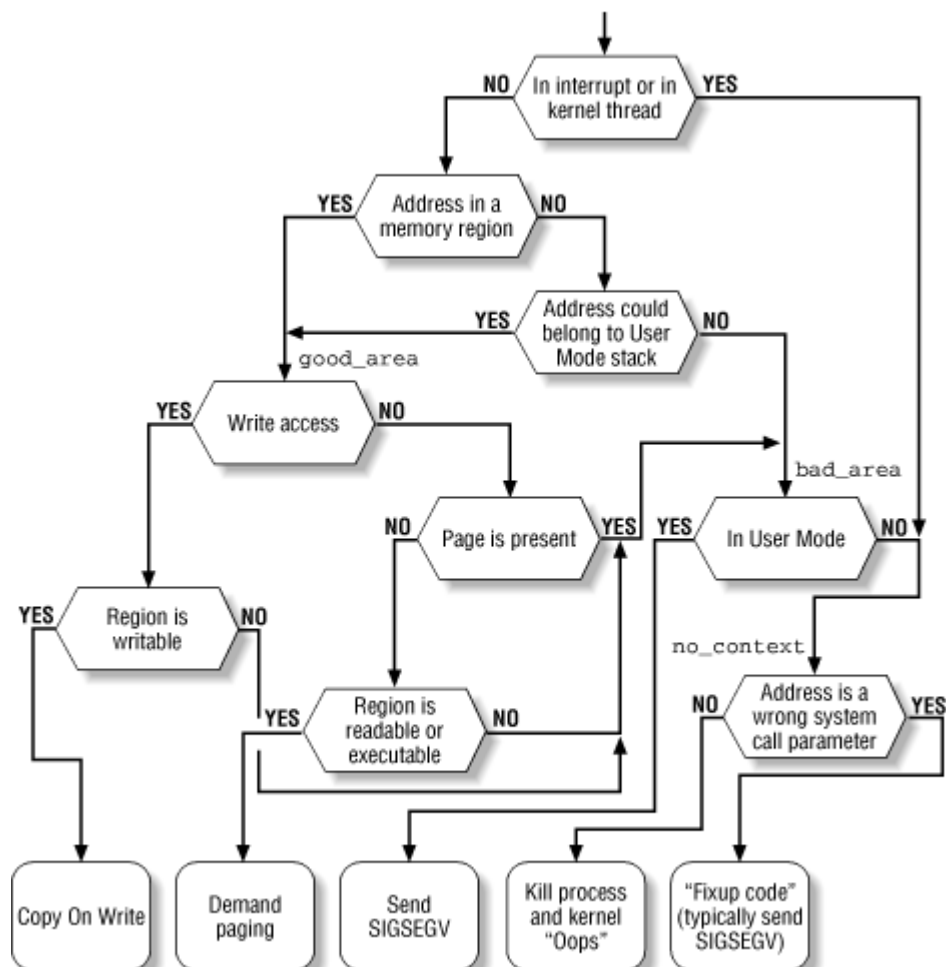 NO
In interrupt or in
kernel thread
YES
YES
Address in a
memory region
NO
YES
Address could
belong to User
Mode stack
NO
good_area
YES
Write access
NO
bad_area
NO
Page is present
YES
YES
In User Mode
NO
YES
Region is
writable
NO
no_context
YES
Region is
readable or
executable
NO
NO
Address is a
wrong system
call parameter
YES
Copy On Write
Demand
paging
Send
SIGSEGV
Kill process
and kernel
"Oops"
"Fixup code"
(typically send
SIGSEGV)